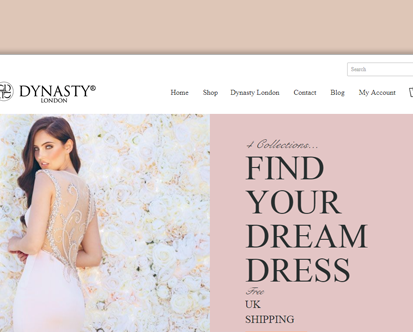 Search
DYNASTY®
LONDON
Home Shop Dynasty London Contact Blog My Account
4 Collections...
FIND
YOUR
DREAM
DRESS
Free
UK
SHIPPING